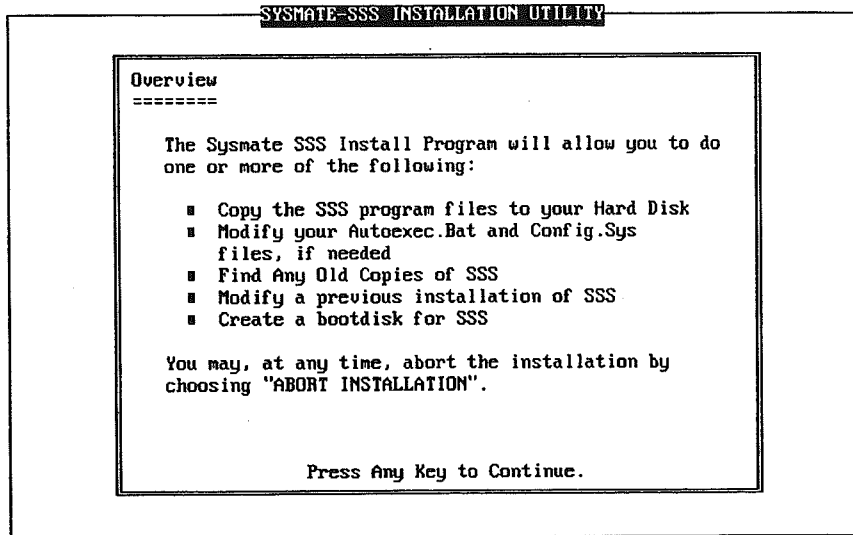 SYSMATE-SSS INSTALLATION UTILITY
Overview
========
The Sysmate SSS Install Program will allow you to do
one or more of the following:
■ Copy the SSS program files to your Hard Disk
■ Modify your Autoexec.Bat and Config.Sys
files, if needed
■ Find Any Old Copies of SSS
■ Modify a previous installation of SSS
■ Create a bootdisk for SSS
You may, at any time, abort the installation by
choosing "ABORT INSTALLATION".
Press Any Key to Continue.